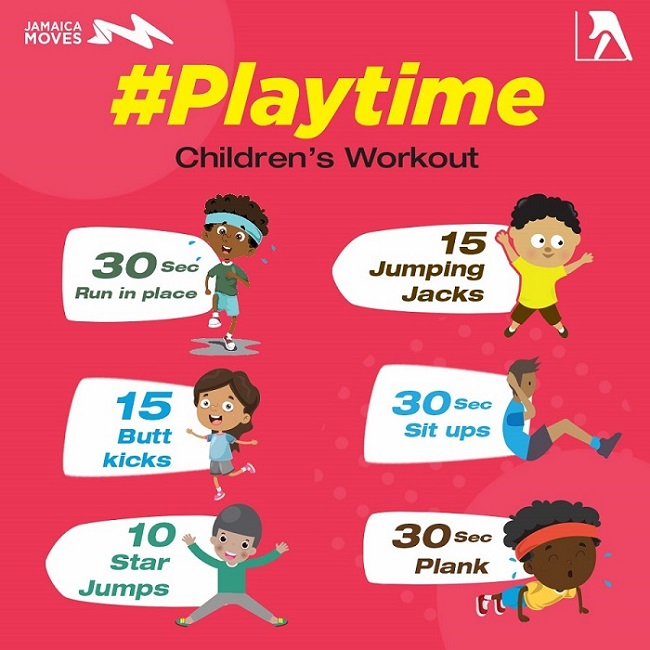 JAMAICA
MOVES
#Playtime
Children's Workout
30 Sec
Run in place
15
Jumping
Jacks
15
Butt
kicks
30 Sec
Sit ups
10
Star
Jumps
30 Sec
Plank